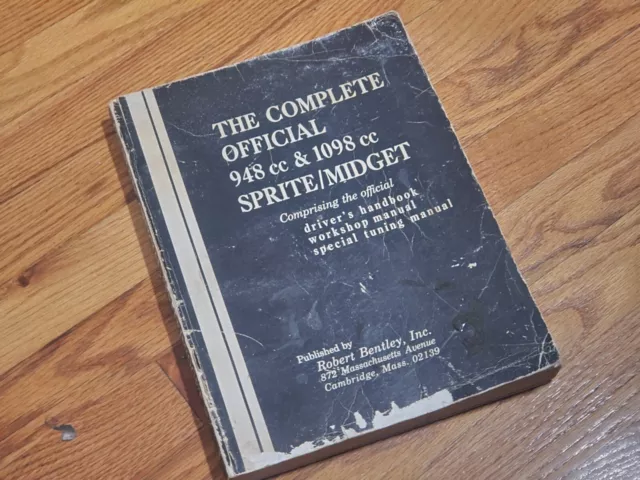 THE COMPLETE
OFFICIAL
948 cc & 1098 cc
SPRITE/MIDGET
Comprising the official
driver's handbook
workshop manual
special tuning manual
Published by
Robert Bentley, Inc.
872 Massachusetts Avenue
Cambridge, Mass. 02139